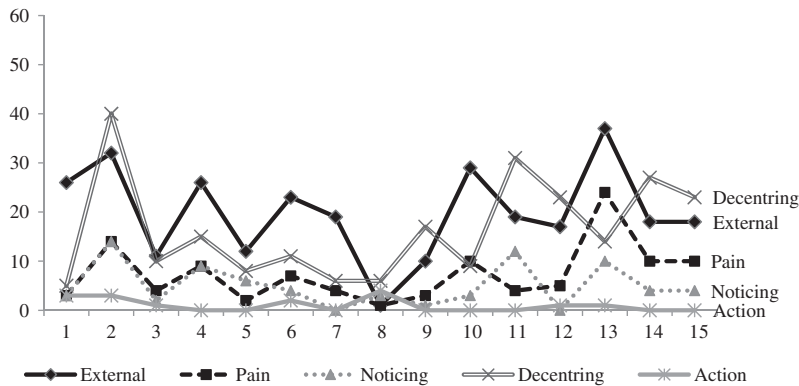 60
50
40
30
20
10
0
Decentring
External
Pain
Noticing
Action
1 2 3 4 5 6 7 8 9 10 11 12 13 14 15
External Pain Noticing Decentring Action